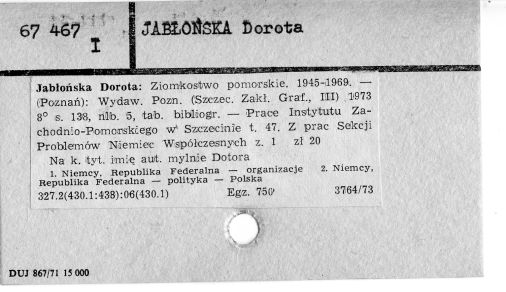 67 467 I
JABŁOŃSKA Dorota
Jabłońska Dorota: Ziomkostwo pomorskie. 1945-1969. —
(Poznań): Wydaw. Pozn. (Szczec. Zakł. Graf., III) 1973
8° s. 138, nlb. 5, tab. bibliogr. — Prace Instytutu Za-
chodnio-Pomorskiego w Szczecinie t. 47. Z prac Sekcji
Problemów Niemiec Współczesnych z. 1 zł 20
Na k. tyt. imię aut. mylnie Dotora
1. Niemcy, Republika Federalna — organizacje 2. Niemcy,
Republika Federalna — polityka — Polska
327.2(430.1:438):06(430.1) Egz. 750 3764/73
DUJ 867/71 15 000